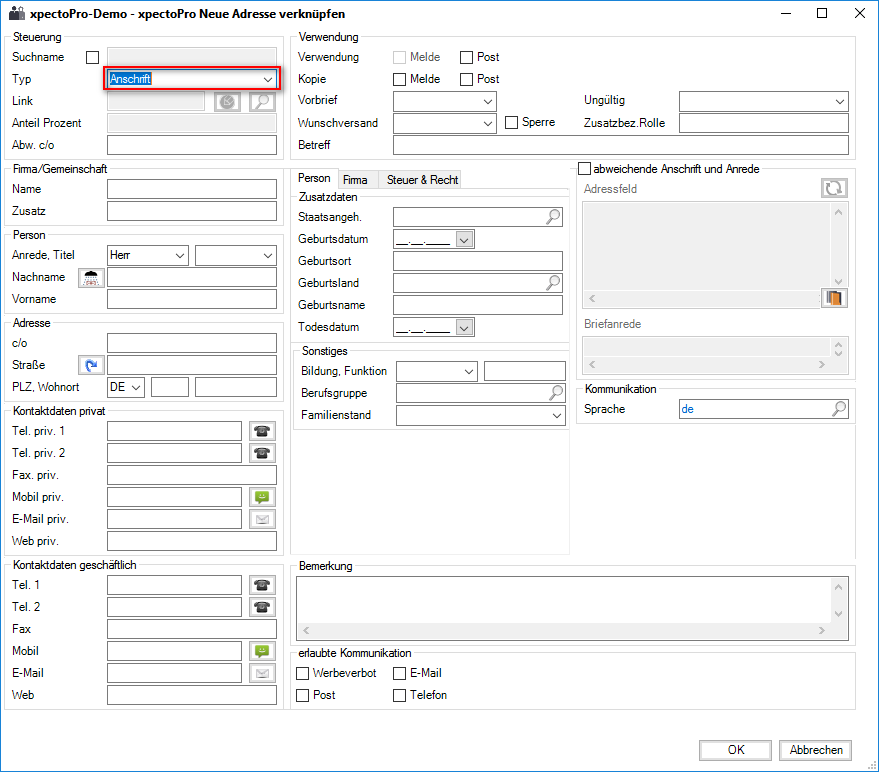 xpectoPro-Demo - xpectoPro Neue Adresse verknüpfen
Steuerung
Suchname
Typ Anschrift
Link
Anteil Prozent
Abw. c/o
Verwendung
Verwendung Melde Post
Kopie Melde Post
Vorbrief Ungültig
Wunschversand Sperre Zusatzbez.Rolle
Betreff
Firma/Gemeinschaft
Name
Zusatz
Person
Anrede, Titel Herr
Nachname
Vorname
Adresse
c/o
Straße
PLZ, Wohnort DE
Kontaktdaten privat
Tel. priv. 1
Tel. priv. 2
Fax. priv.
Mobil priv.
E-Mail priv.
Web priv.
Kontaktdaten geschäftlich
Tel. 1
Tel. 2
Fax
Mobil
E-Mail
Web
Person Firma Steuer & Recht
Zusatzdaten
Staatsangeh.
Geburtsdatum __.__.____
Geburtsort
Geburtsland
Geburtsname
Todesdatum __.__.____
Sonstiges
Bildung, Funktion
Berufsgruppe
Familienstand
abweichende Anschrift und Anrede
Adressfeld
Briefanrede
Kommunikation
Sprache de
Bemerkung
erlaubte Kommunikation
Werbeverbot E-Mail
Post Telefon
OK Abbrechen